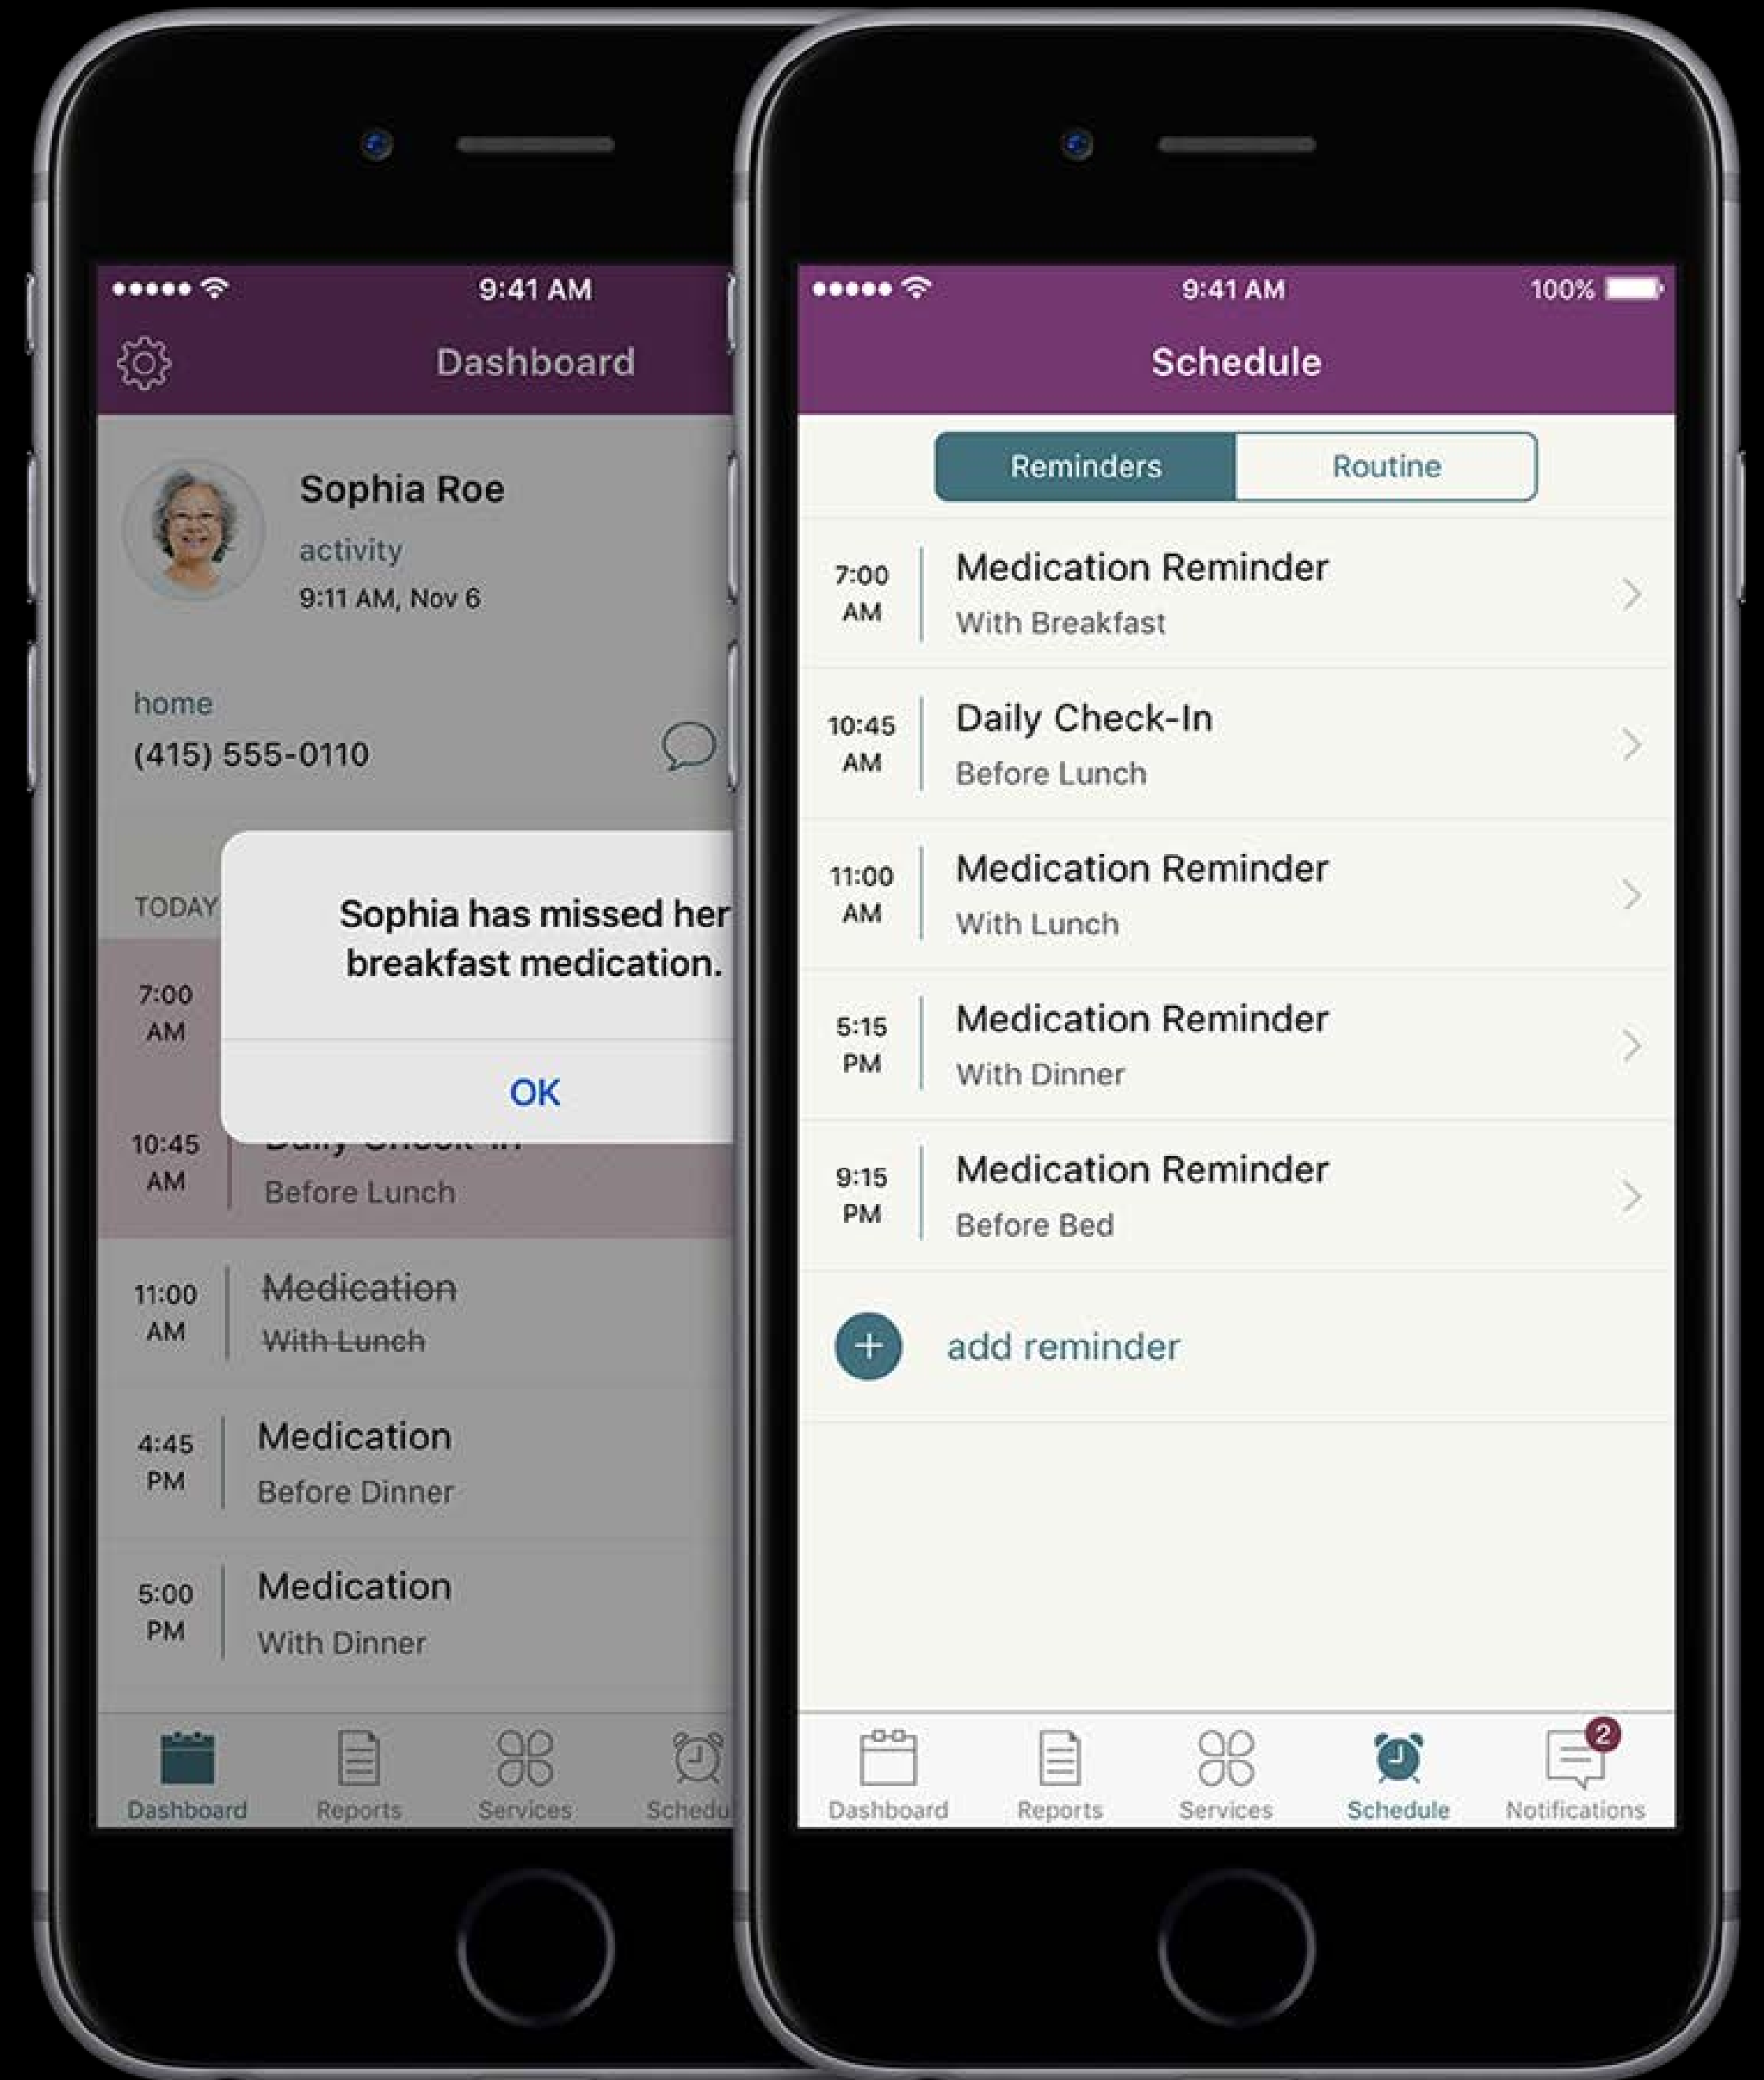 9:41 AM
Dashboard
Sophia Roe
activity
9:11 AM, Nov 6
home
(415) 555-0110
TODAY
Sophia has missed her
breakfast medication.
OK
7:00
AM
10:45
AM
Daily Check-In
Before Lunch
11:00
AM
Medication
With Lunch
4:45
PM
Medication
Before Dinner
5:00
PM
Medication
With Dinner
Dashboard
Reports
Services
Schedu
9:41 AM
100%
Schedule
Reminders
Routine
7:00
AM
Medication Reminder
With Breakfast
10:45
AM
Daily Check-In
Before Lunch
11:00
AM
Medication Reminder
With Lunch
5:15
PM
Medication Reminder
With Dinner
9:15
PM
Medication Reminder
Before Bed
+
add reminder
2
Dashboard
Reports
Services
Schedule
Notifications